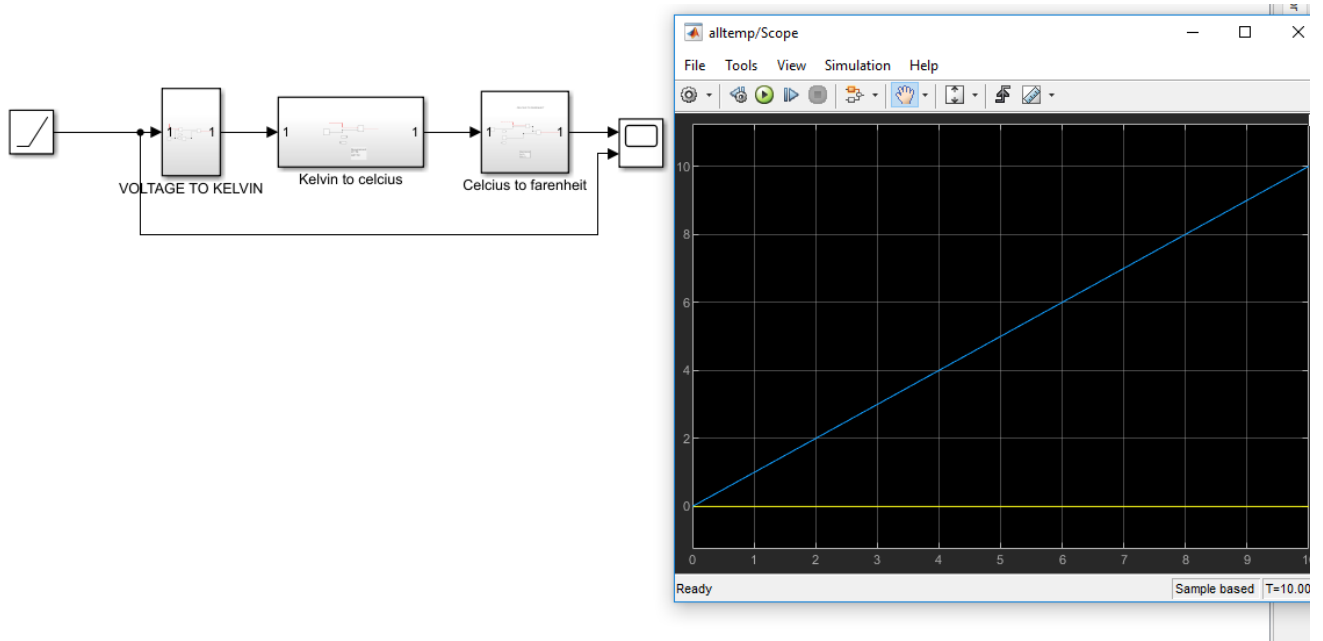 alltemp/Scope
File Tools View Simulation Help
1 1
VOLTAGE TO KELVIN
1 1
Kelvin to celcius
1 1
Celcius to farenheit
10
8
6
4
2
0
0 1 2 3 4 5 6 7 8 9
Ready
Sample based
T=10.00